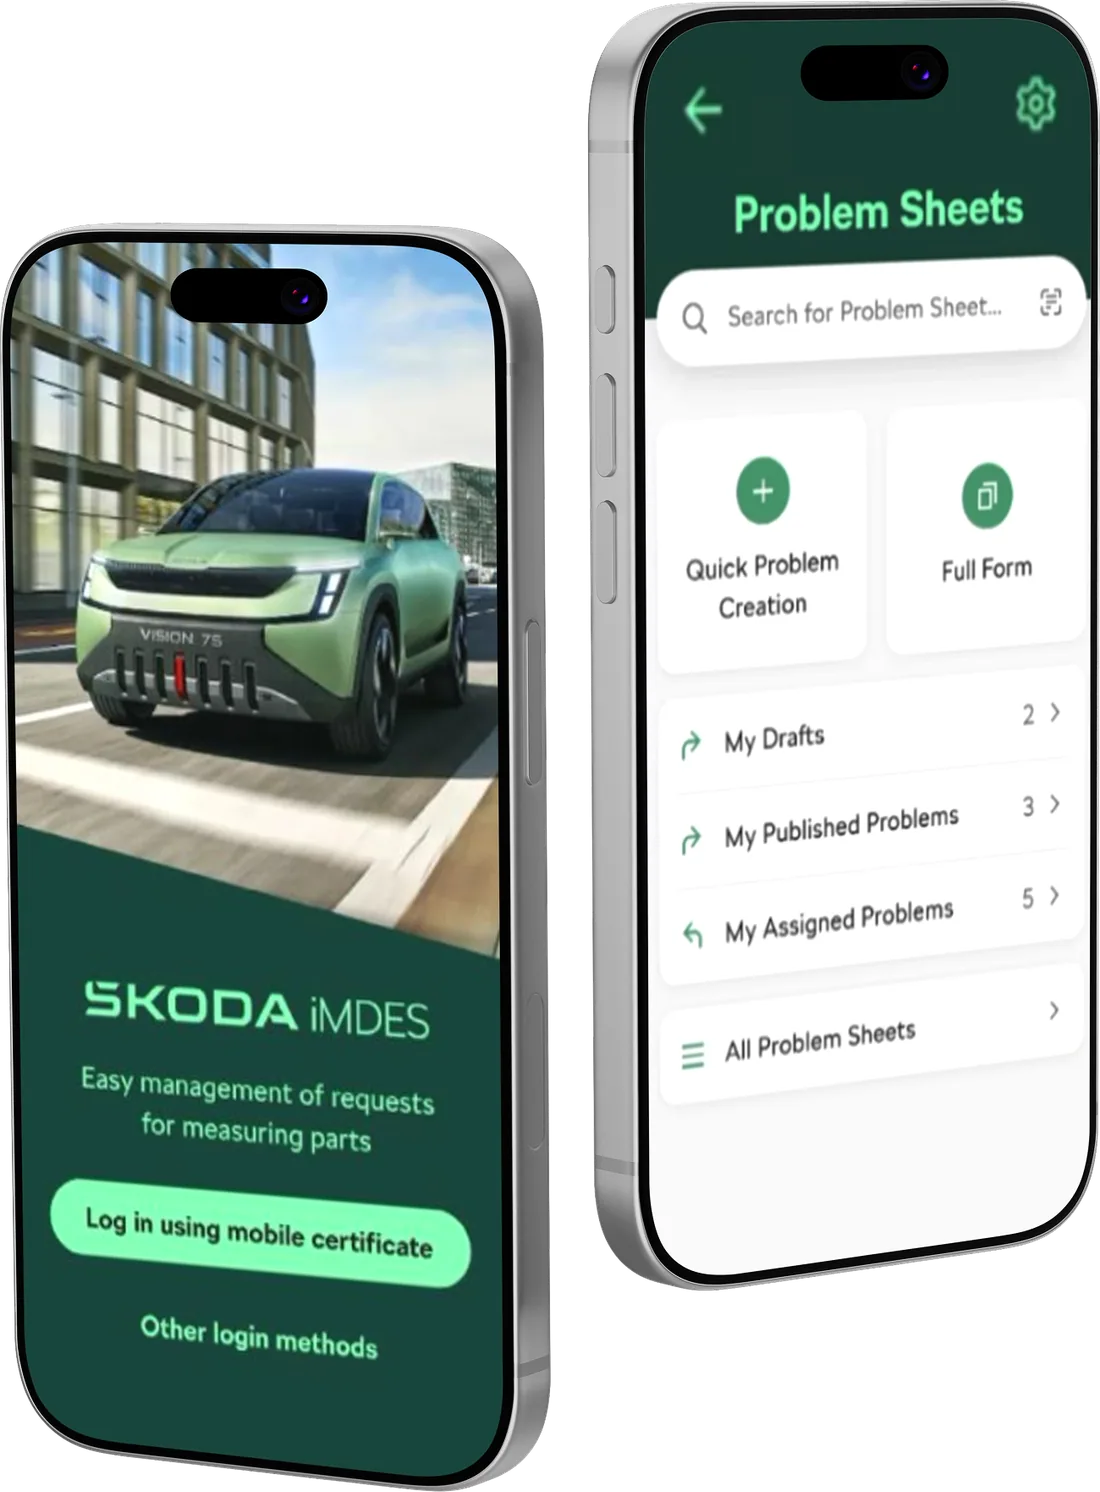 VISION 7S
ŠKODA iMDES
Easy management of requests
for measuring parts
Log in using mobile certificate
Other login methods
Problem Sheets
Search for Problem Sheet...
Quick Problem
Creation
Full Form
My Drafts 2
My Published Problems 3
My Assigned Problems 5
All Problem Sheets